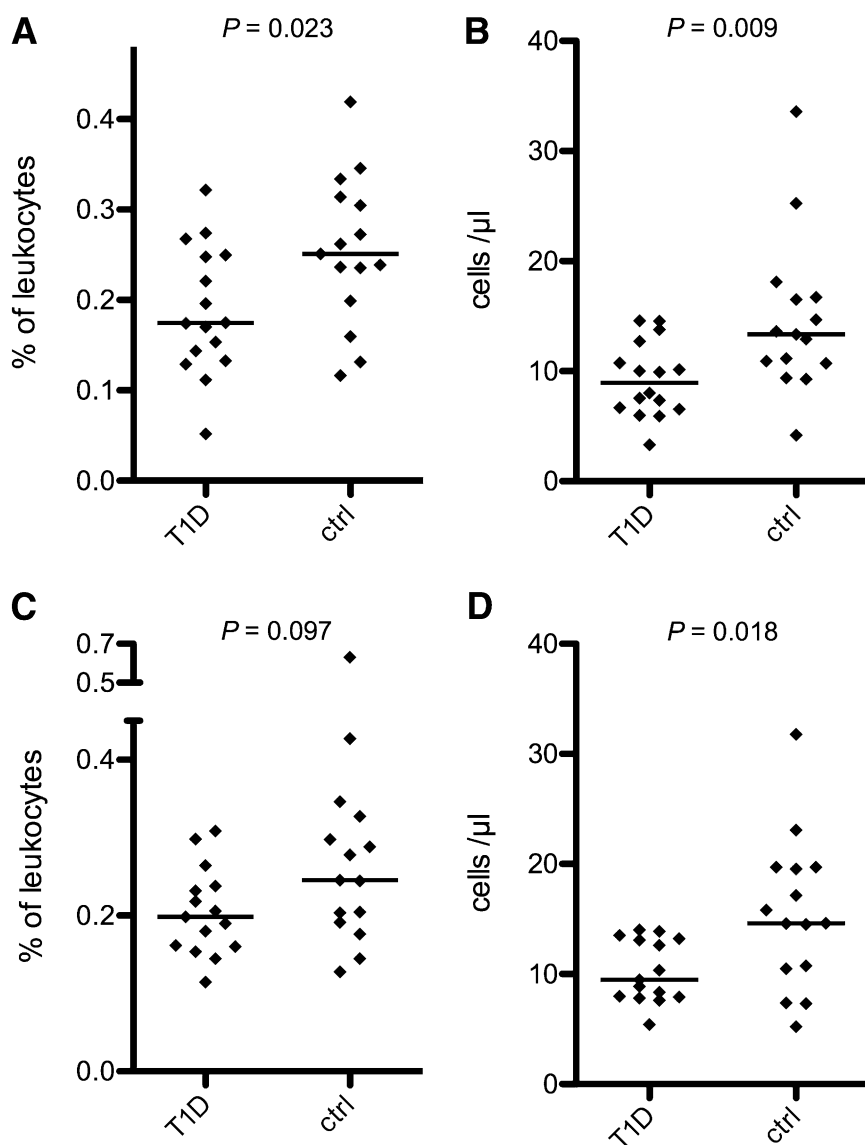 A
P = 0.023
% of leukocytes
0.4
0.3
0.2
0.1
0.0
T1D
ctrl
B
P = 0.009
cells /µl
40
30
20
10
0
T1D
ctrl
C
P = 0.097
% of leukocytes
0.7
0.5
0.4
0.2
0.0
T1D
ctrl
D
P = 0.018
cells /µl
40
30
20
10
0
T1D
ctrl